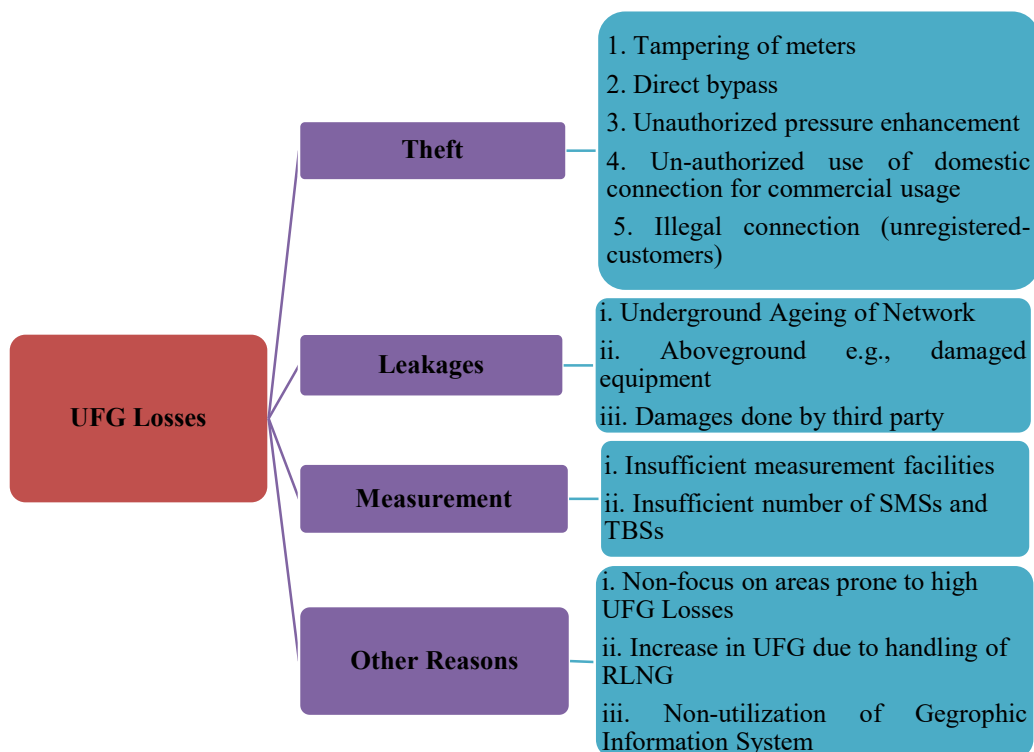 UFG Losses
Theft
1. Tampering of meters
2. Direct bypass
3. Unauthorized pressure enhancement
4. Un-authorized use of domestic
connection for commercial usage
5. Illegal connection (unregistered-
customers)
Leakages
i. Underground Ageing of Network
ii. Aboveground e.g., damaged
equipment
iii. Damages done by third party
Measurement
i. Insufficient measurement facilities
ii. Insufficient number of SMSs and
TBSs
Other Reasons
i. Non-focus on areas prone to high
UFG Losses
ii. Increase in UFG due to handling of
RLNG
iii. Non-utilization of Gegrophic
Information System